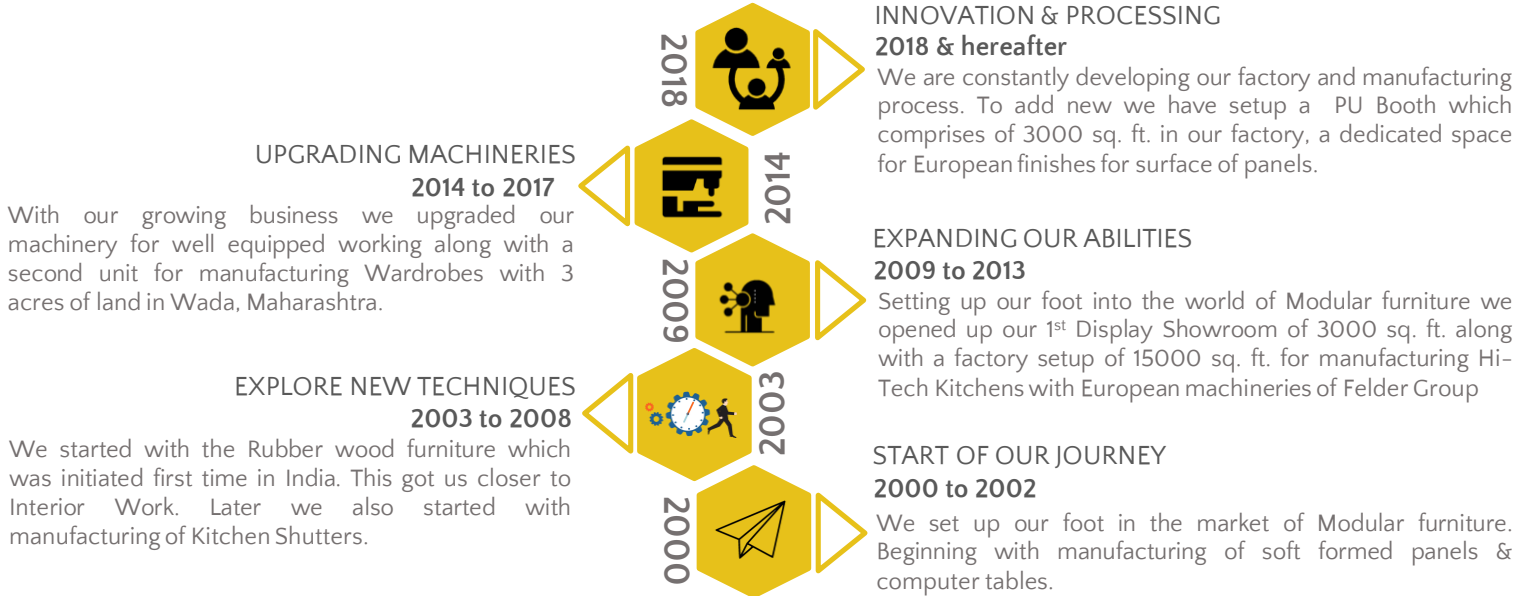 2018
INNOVATION & PROCESSING
2018 & hereafter
We are constantly developing our factory and manufacturing
process. To add new we have setup a PU Booth which
comprises of 3000 sq. ft. in our factory, a dedicated space
for European finishes for surface of panels.
UPGRADING MACHINERIES
2014 to 2017
With our growing business we upgraded our
machinery for well equipped working along with a
second unit for manufacturing Wardrobes with 3
acres of land in Wada, Maharashtra.
2014
2009
EXPANDING OUR ABILITIES
2009 to 2013
Setting up our foot into the world of Modular furniture we
opened up our 1st Display Showroom of 3000 sq. ft. along
with a factory setup of 15000 sq. ft. for manufacturing Hi-
Tech Kitchens with European machineries of Felder Group
EXPLORE NEW TECHNIQUES
2003 to 2008
We started with the Rubber wood furniture which
was initiated first time in India. This got us closer to
Interior Work. Later we also started with
manufacturing of Kitchen Shutters.
2003
2000
START OF OUR JOURNEY
2000 to 2002
We set up our foot in the market of Modular furniture.
Beginning with manufacturing of soft formed panels &
computer tables.